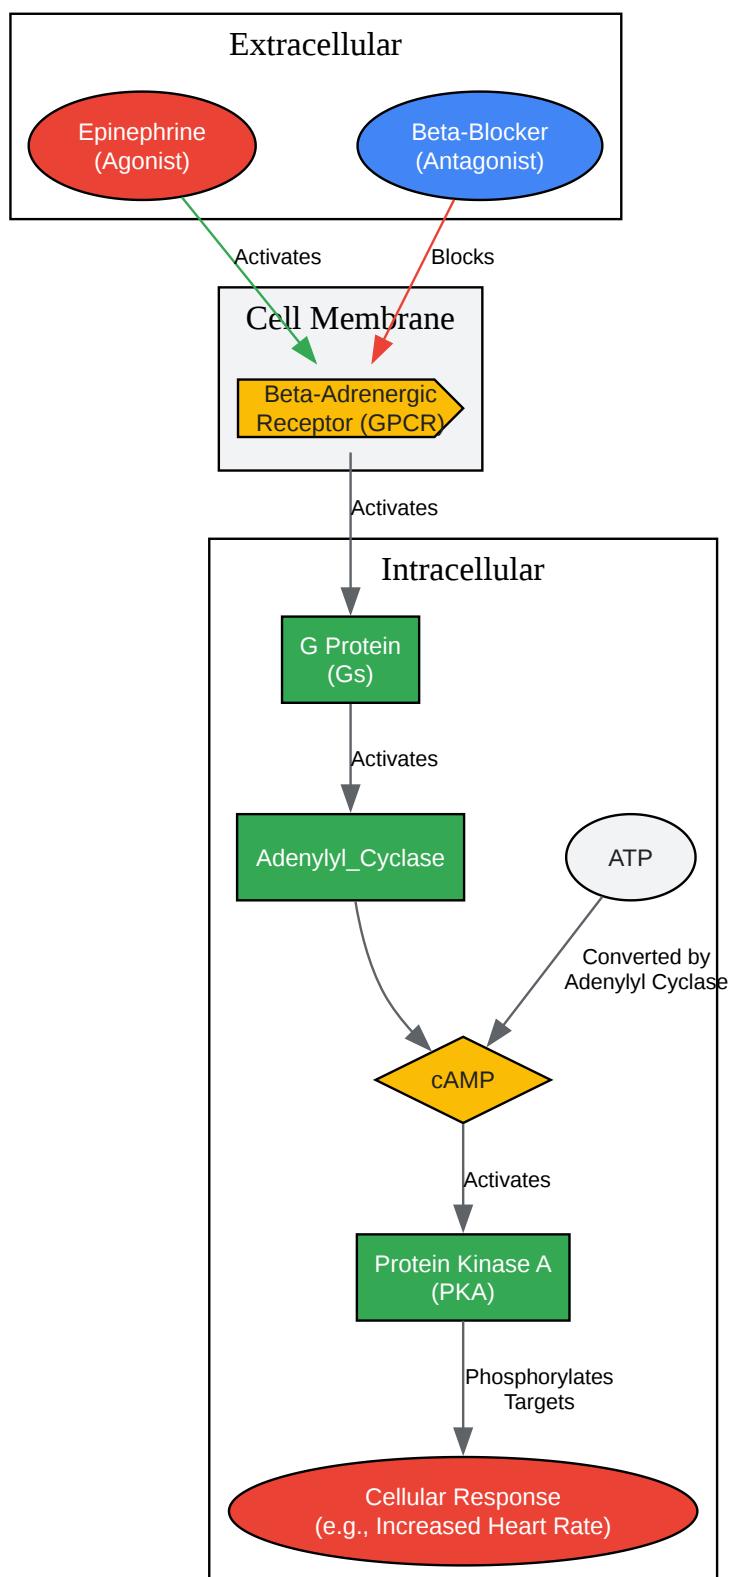 Extracellular
Epinephrine
(Agonist)
Beta-Blocker
(Antagonist)
Activates
Blocks
Cell Membrane
Beta-Adrenergic
Receptor (GPCR)
Activates
Intracellular
G Protein
(Gs)
Activates
Adenylyl_Cyclase
ATP
Converted by
Adenylyl Cyclase
cAMP
Activates
Protein Kinase A
(PKA)
Phosphorylates
Targets
Cellular Response
(e.g., Increased Heart Rate)